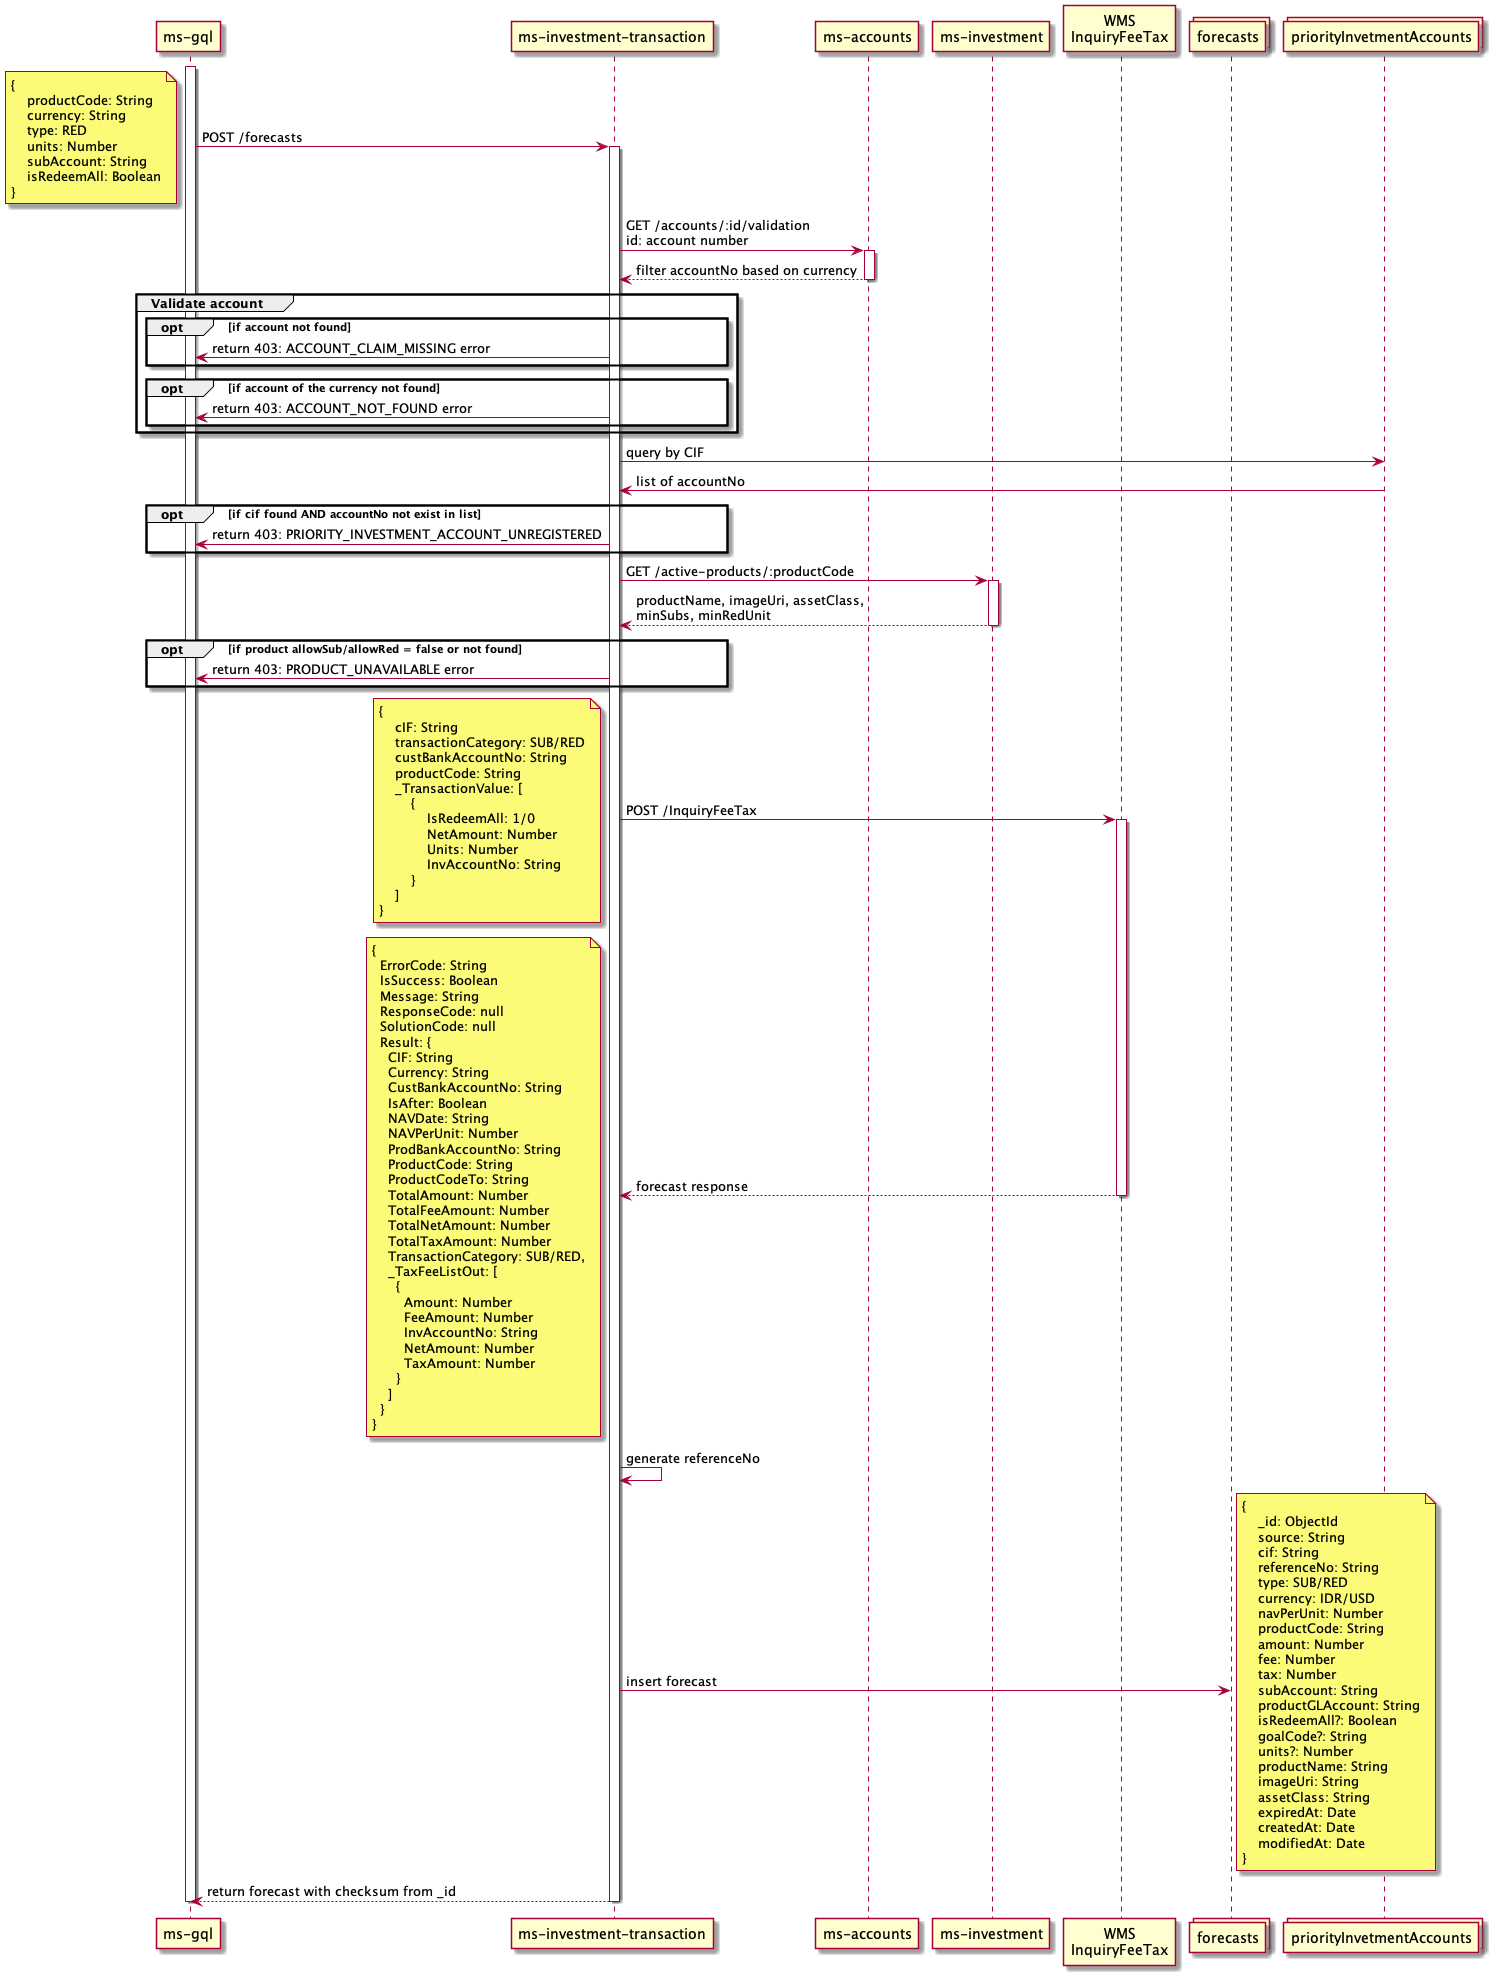 ms-gql
ms-investment-transaction
ms-accounts
ms-investment
WMS
InquiryFeeTax
forecasts
priorityInvetmentAccounts
{
productCode: String
currency: String
type: RED
units: Number
subAccount: String
isRedeemAll: Boolean
}
POST /forecasts
GET /accounts/:id/validation
id: account number
filter accountNo based on currency
Validate account
opt [if account not found]
return 403: ACCOUNT_CLAIM_MISSING error
opt [if account of the currency not found]
return 403: ACCOUNT_NOT_FOUND error
query by CIF
list of accountNo
opt [if cif found AND accountNo not exist in list]
return 403: PRIORITY_INVESTMENT_ACCOUNT_UNREGISTERED
GET /active-products/:productCode
productName, imageUri, assetClass,
minSubs, minRedUnit
opt [if product allowSub/allowRed = false or not found]
return 403: PRODUCT_UNAVAILABLE error
{
cIF: String
transactionCategory: SUB/RED
custBankAccountNo: String
productCode: String
_TransactionValue: [
{
IsRedeemAll: 1/0
NetAmount: Number
Units: Number
InvAccountNo: String
}
]
}
POST /InquiryFeeTax
{
ErrorCode: String
IsSuccess: Boolean
Message: String
ResponseCode: null
SolutionCode: null
Result: {
CIF: String
Currency: String
CustBankAccountNo: String
IsAfter: Boolean
NAVDate: String
NAVPerUnit: Number
ProdBankAccountNo: String
ProductCode: String
ProductCodeTo: String
TotalAmount: Number
TotalFeeAmount: Number
TotalNetAmount: Number
TotalTaxAmount: Number
TransactionCategory: SUB/RED,
_TaxFeeListOut: [
{
Amount: Number
FeeAmount: Number
InvAccountNo: String
NetAmount: Number
TaxAmount: Number
}
]
}
}
forecast response
generate referenceNo
{
_id: ObjectId
source: String
cif: String
referenceNo: String
type: SUB/RED
currency: IDR/USD
navPerUnit: Number
productCode: String
amount: Number
fee: Number
tax: Number
subAccount: String
productGLAccount: String
isRedeemAll?: Boolean
goalCode?: String
units?: Number
productName: String
imageUri: String
assetClass: String
expiredAt: Date
createdAt: Date
modifiedAt: Date
}
insert forecast
return forecast with checksum from _id
ms-gql
ms-investment-transaction
ms-accounts
ms-investment
WMS
InquiryFeeTax
forecasts
priorityInvetmentAccounts